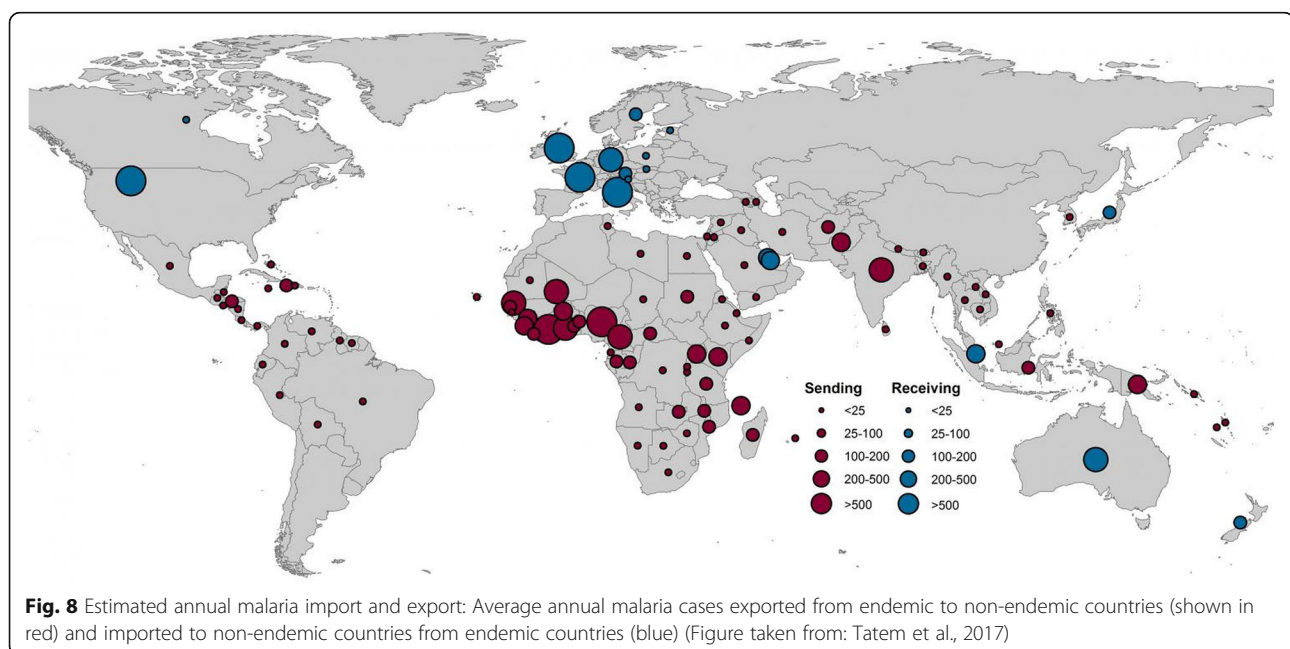 Sending Receiving
<25 <25
25-100 25-100
100-200 100-200
200-500 200-500
>500 >500
Fig. 8 Estimated annual malaria import and export: Average annual malaria cases exported from endemic to non-endemic countries (shown in
red) and imported to non-endemic countries from endemic countries (blue) (Figure taken from: Tatem et al., 2017)